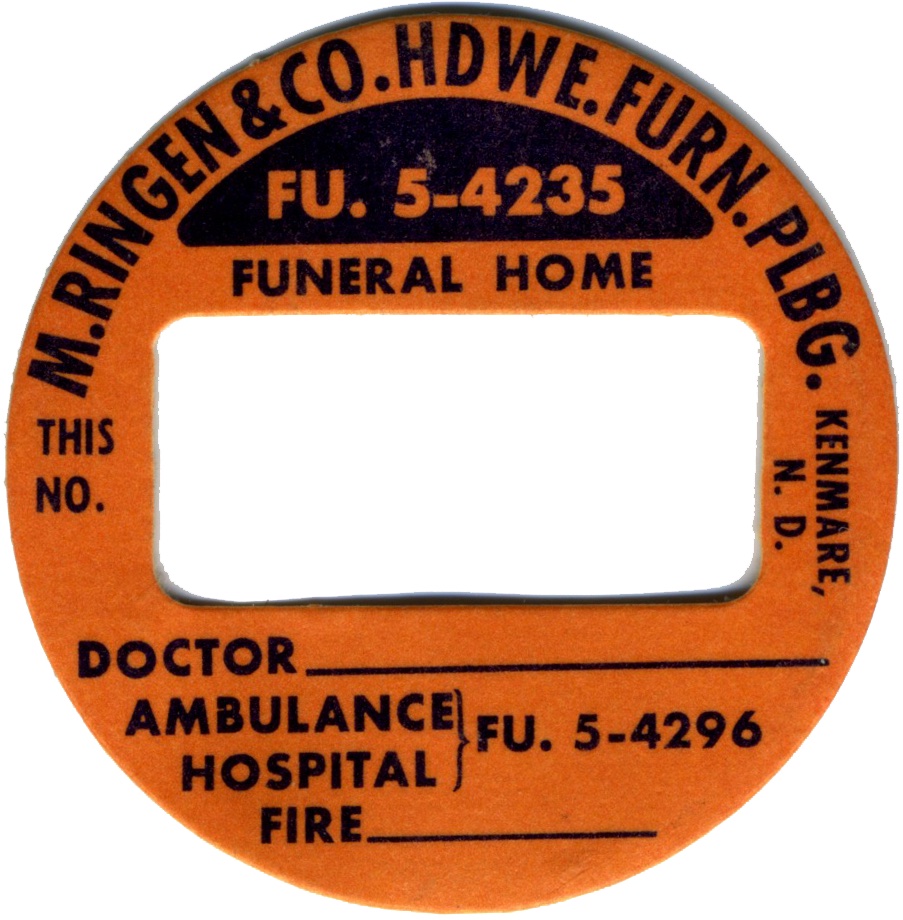 M.RINGEN & CO. HDWE. FURN. PLBG.
FU. 5-4235
FUNERAL HOME
THIS
NO.
KENMARE,
N. D.
DOCTOR
AMBULANCE
HOSPITAL
FU. 5-4296
FIRE